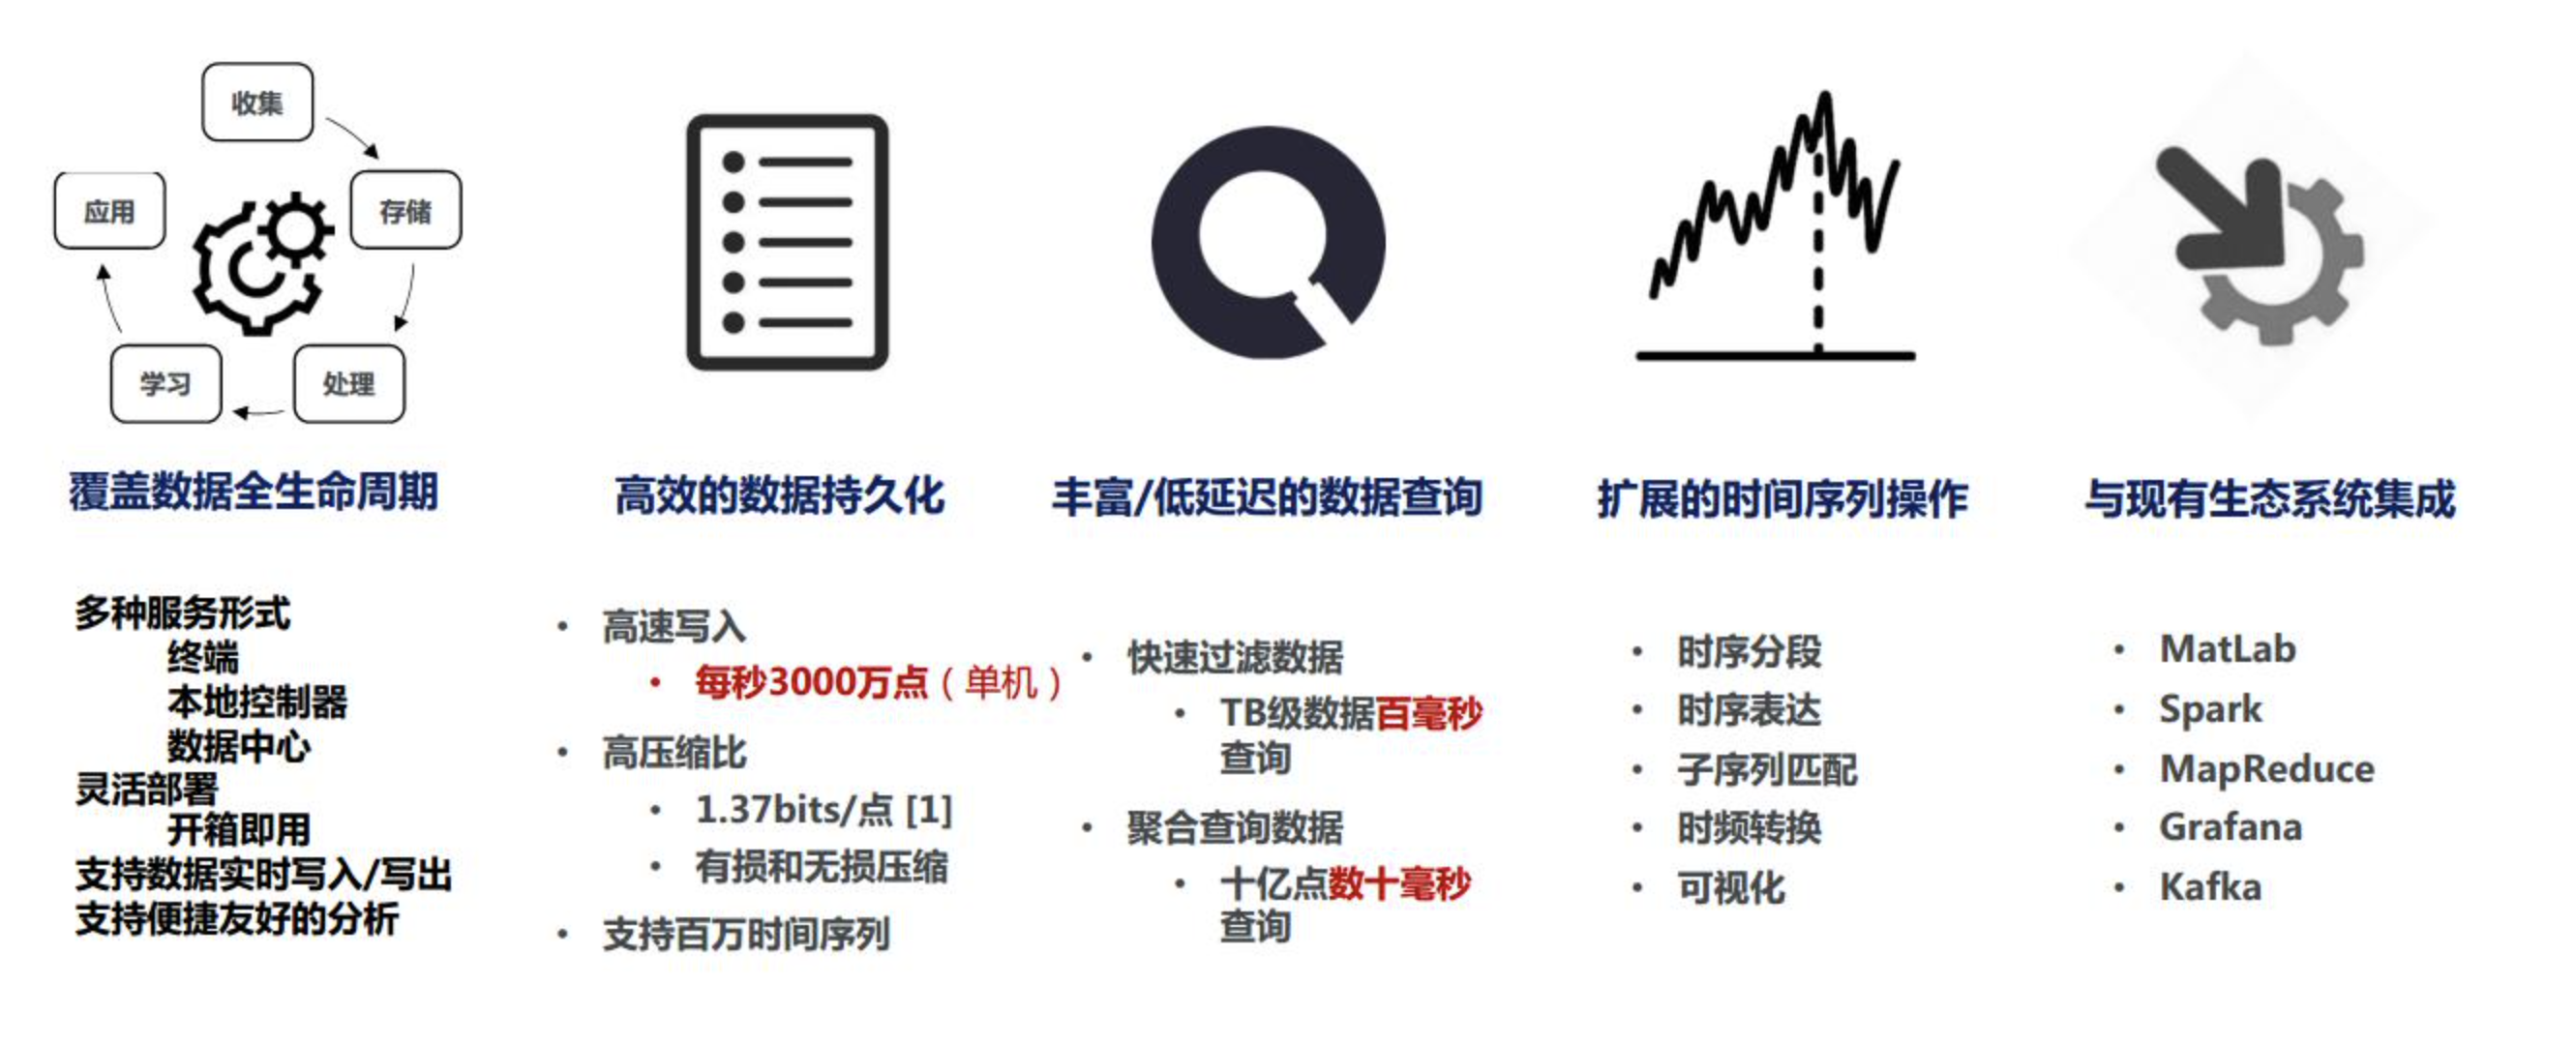 收集
存储
处理
学习
应用
覆盖数据全生命周期
多种服务形式
终端
本地控制器
数据中心
灵活部署
开箱即用
支持数据实时写入/写出
支持便捷友好的分析
高效的数据持久化
• 高速写入
• 每秒3000万点（单机）
• 高压缩比
• 1.37bits/点 [1]
• 有损和无损压缩
• 支持百万时间序列
丰富/低延迟的数据查询
• 快速过滤数据
• TB级数据百毫秒
查询
• 聚合查询数据
• 十亿点数十毫秒
查询
扩展的时间序列操作
• 时序分段
• 时序表达
• 子序列匹配
• 时频转换
• 可视化
与现有生态系统集成
• MatLab
• Spark
• MapReduce
• Grafana
• Kafka